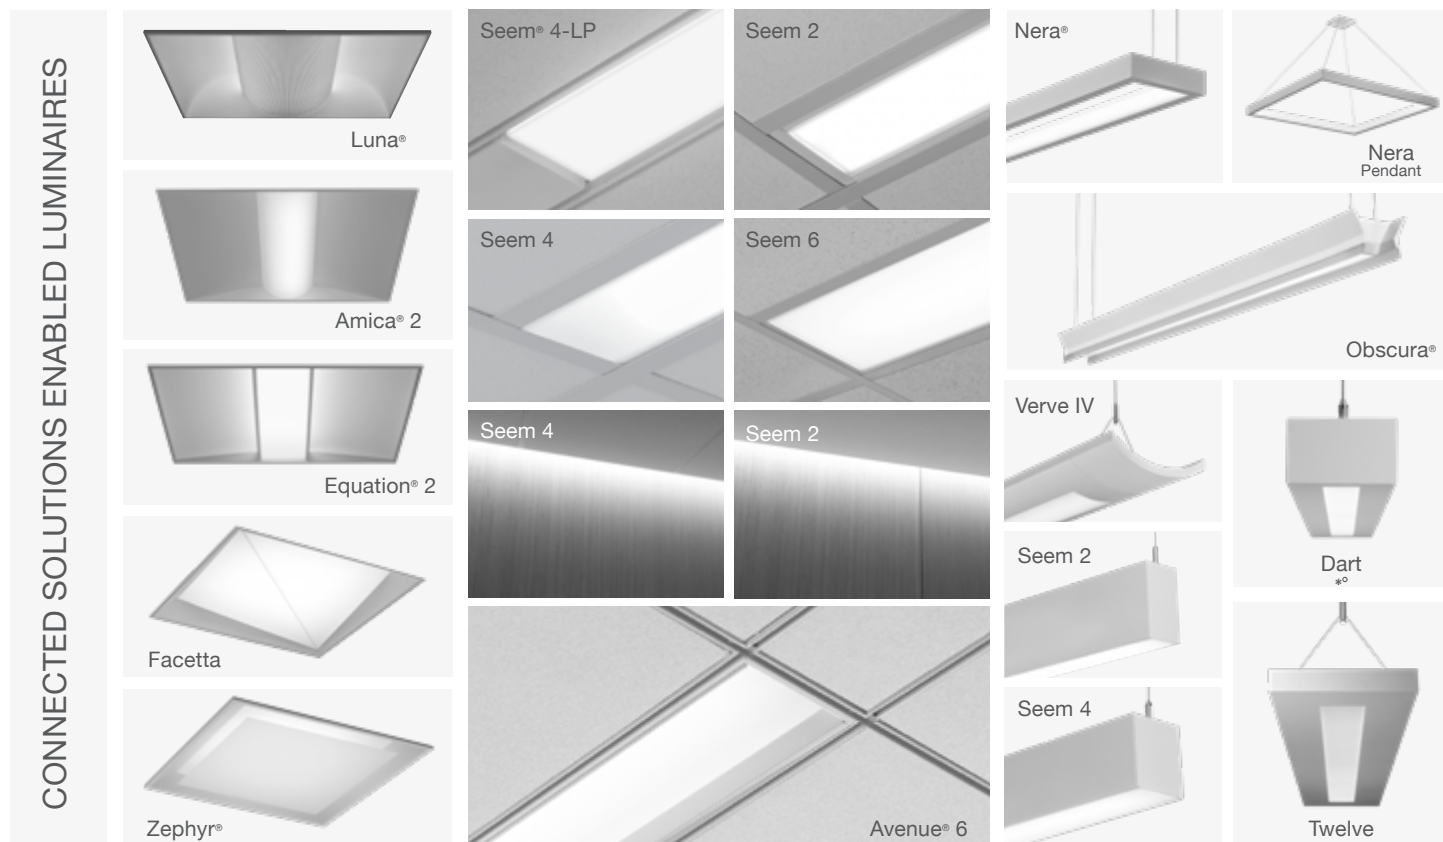 CONNECTED SOLUTIONS ENABLED LUMINAIRES
Luna®
Amica® 2
Equation® 2
Facetta
Zephyr®
Seem® 4-LP
Seem 2
Seem 4
Seem 6
Seem 4
Seem 2
Avenue® 6
Nera®
Nera
Pendant
Obscura®
Verve IV
Dart
*°
Seem 2
Seem 4
Twelve